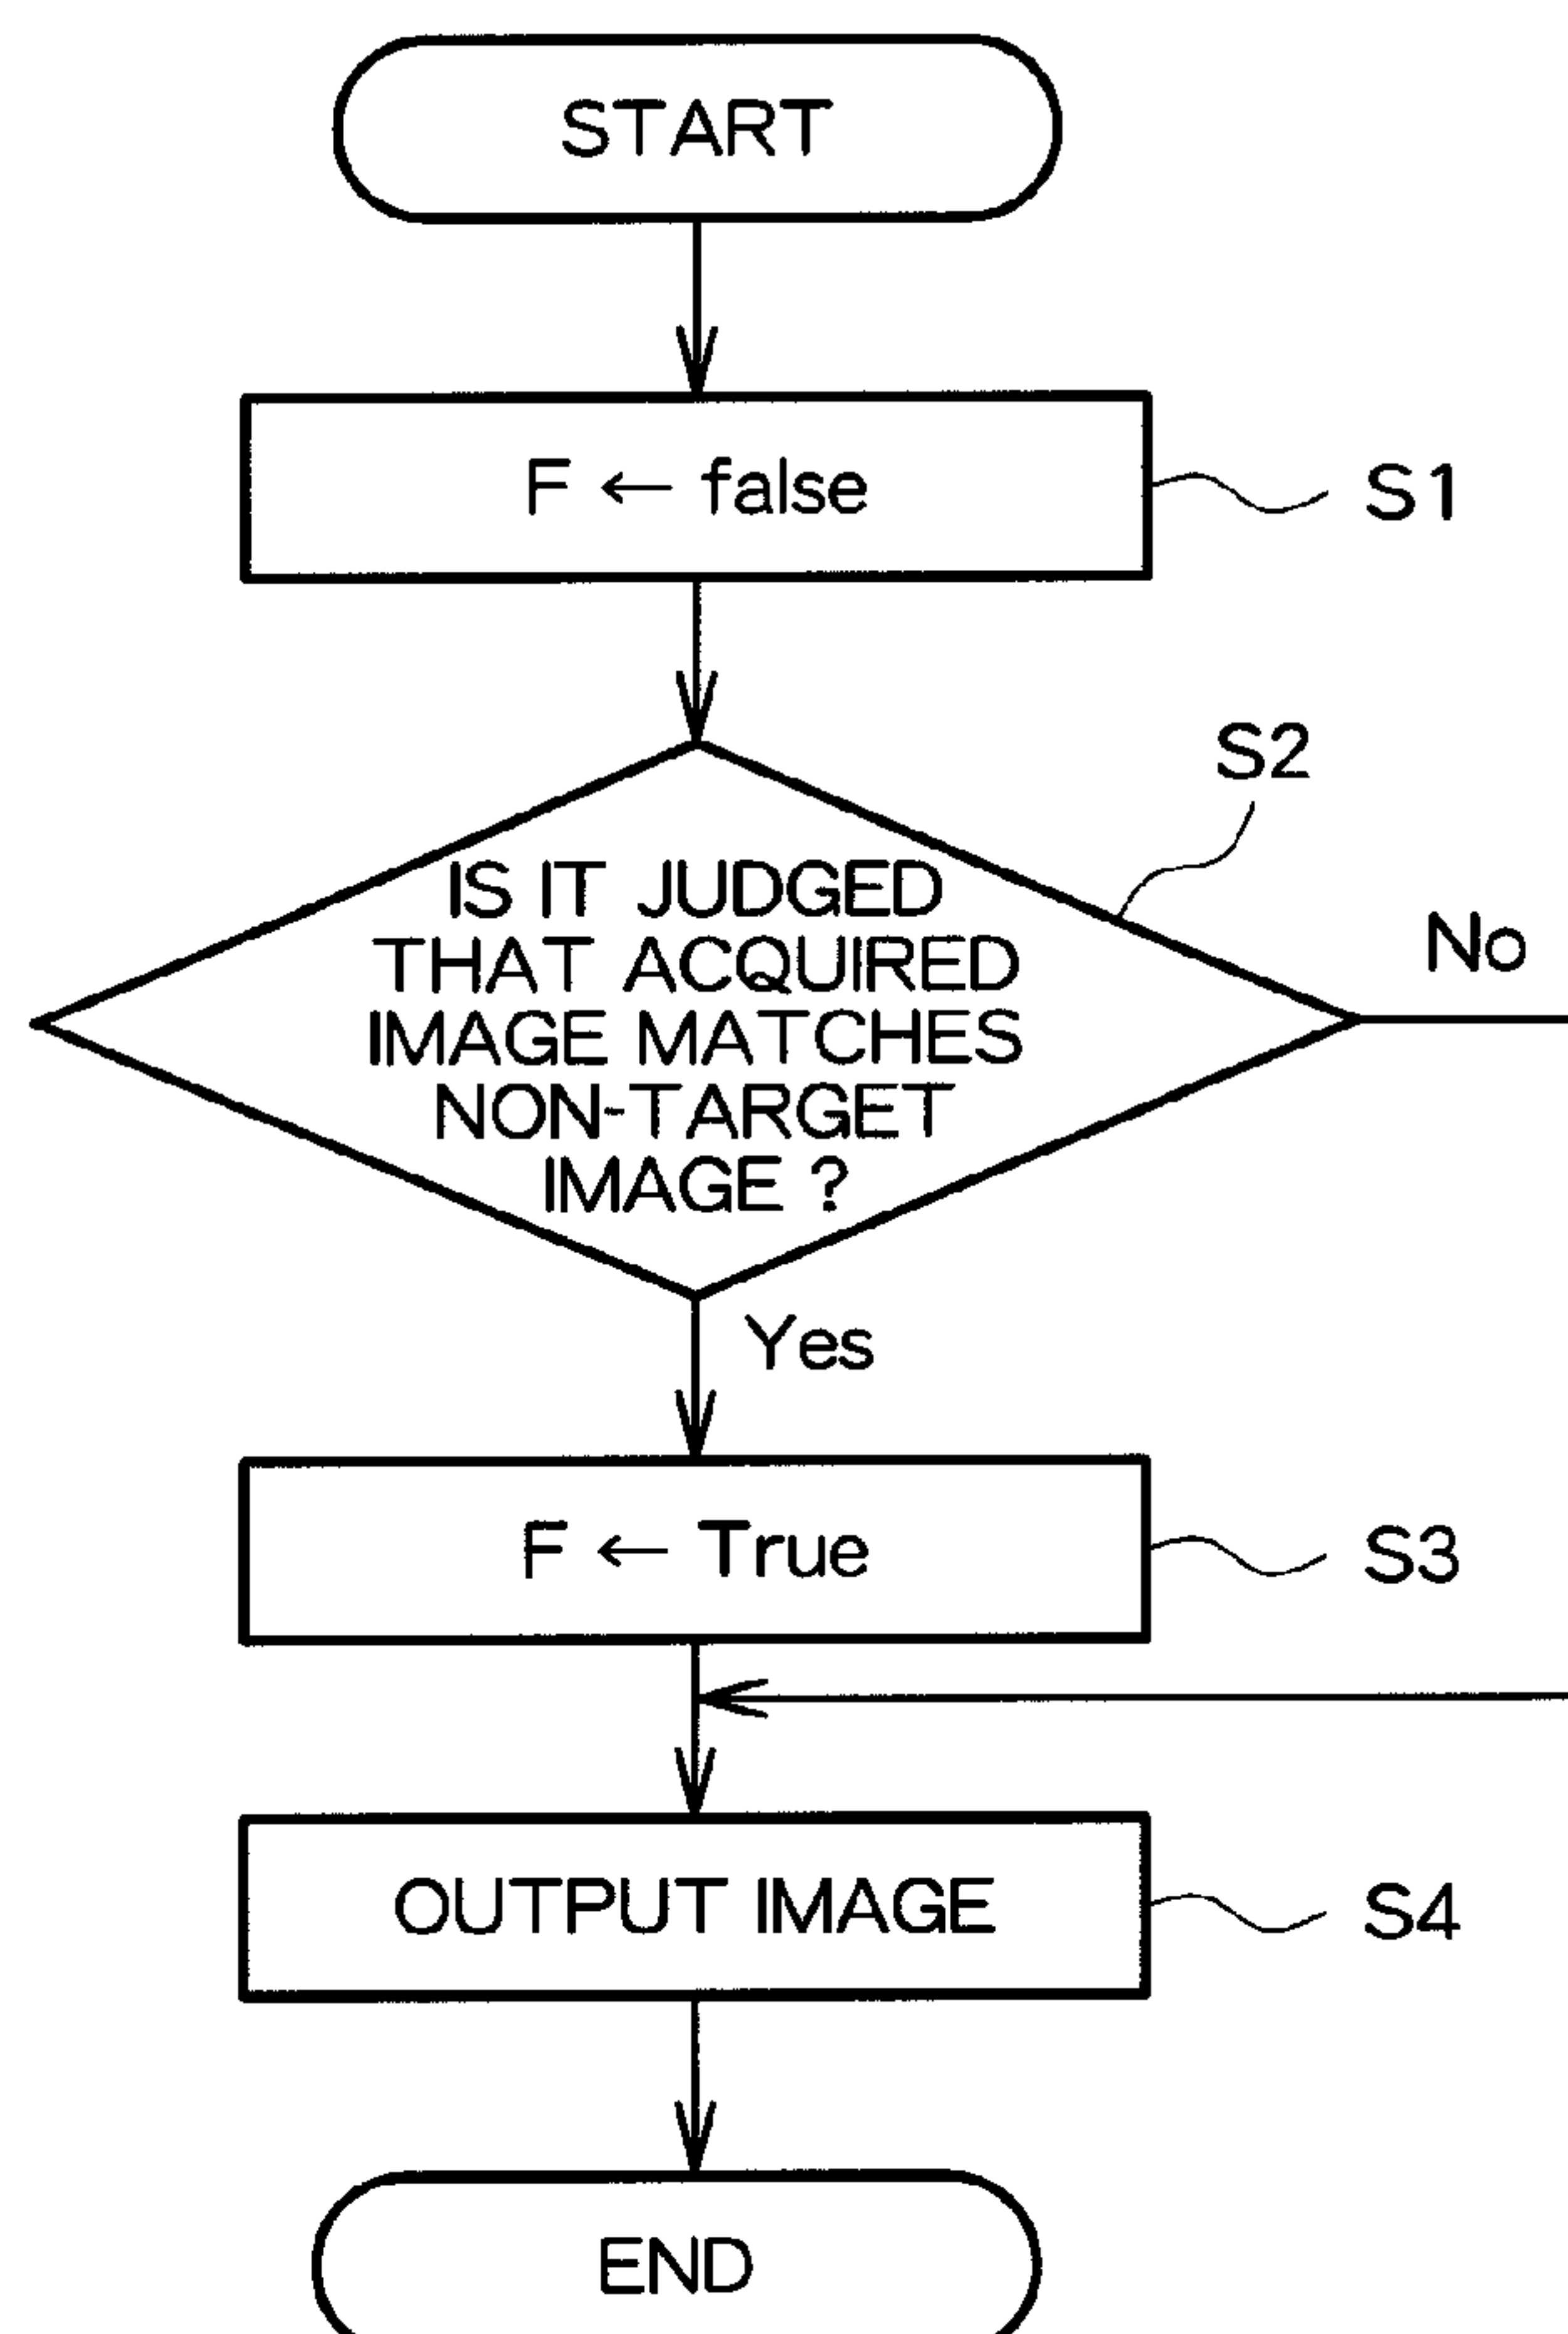 START
F ← false
S1
S2
IS IT JUDGED
THAT ACQUIRED
IMAGE MATCHES
NON-TARGET
IMAGE ?
No
Yes
F ← True
S3
OUTPUT IMAGE
S4
END